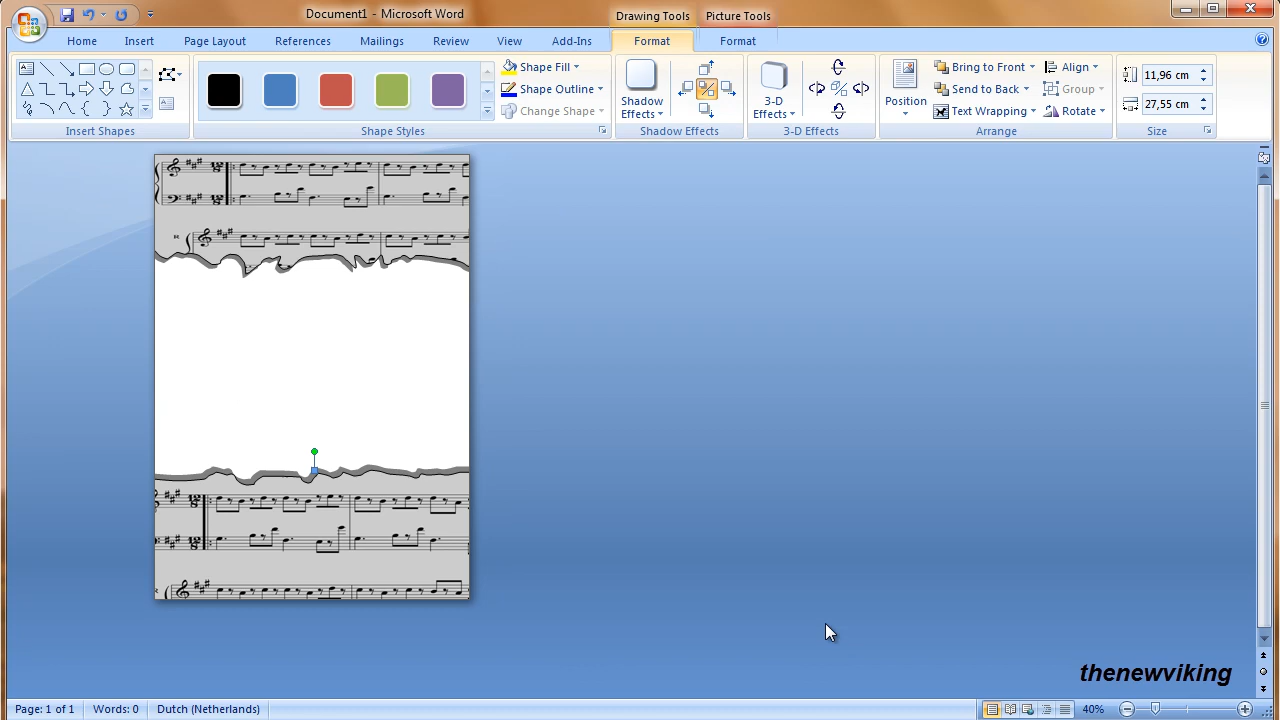 Document1 - Microsoft Word
Drawing Tools
Picture Tools
Home
Insert
Page Layout
References
Mailings
Review
View
Add-Ins
Format
Format
Insert Shapes
Shape Fill
Shape Outline
Change Shape
Shape Styles
Shadow Effects
Shadow Effects
3-D Effects
3-D Effects
Position
Bring to Front
Send to Back
Text Wrapping
Align
Group
Rotate
Arrange
11,96 cm
27,55 cm
Size
thenewviking
Page: 1 of 1
Words: 0
Dutch (Netherlands)
40%